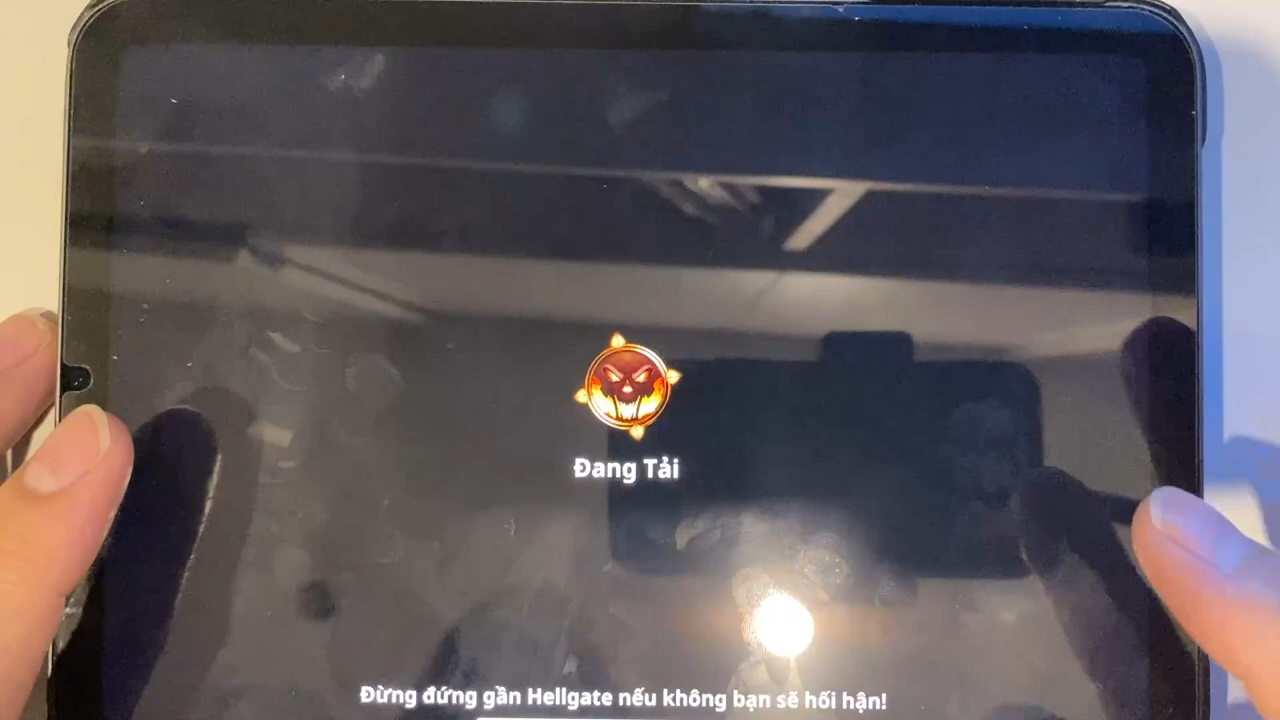 Đang Tải
Đừng đứng gần Hellgate nếu không bạn sẽ hối hận!